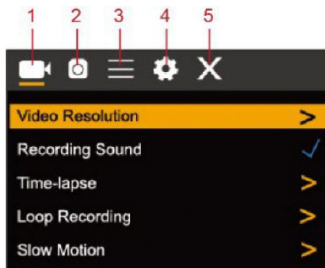 1 2 3 4 5
Video Resolution >
Recording Sound
Time-lapse >
Loop Recording >
Slow Motion >